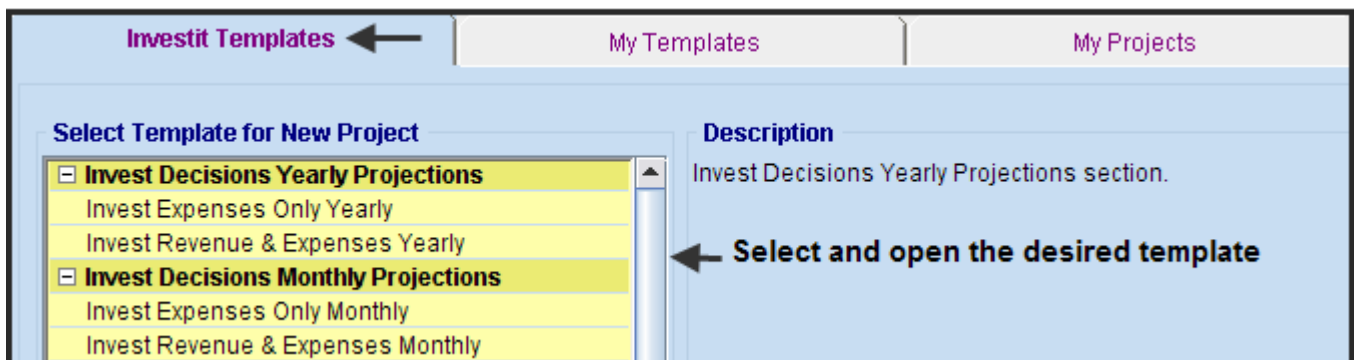 Investit Templates My Templates My Projects
Select Template for New Project Description
Invest Decisions Yearly Projections Invest Decisions Yearly Projections section.
Invest Expenses Only Yearly
Invest Revenue & Expenses Yearly Select and open the desired template
Invest Decisions Monthly Projections
Invest Expenses Only Monthly
Invest Revenue & Expenses Monthly